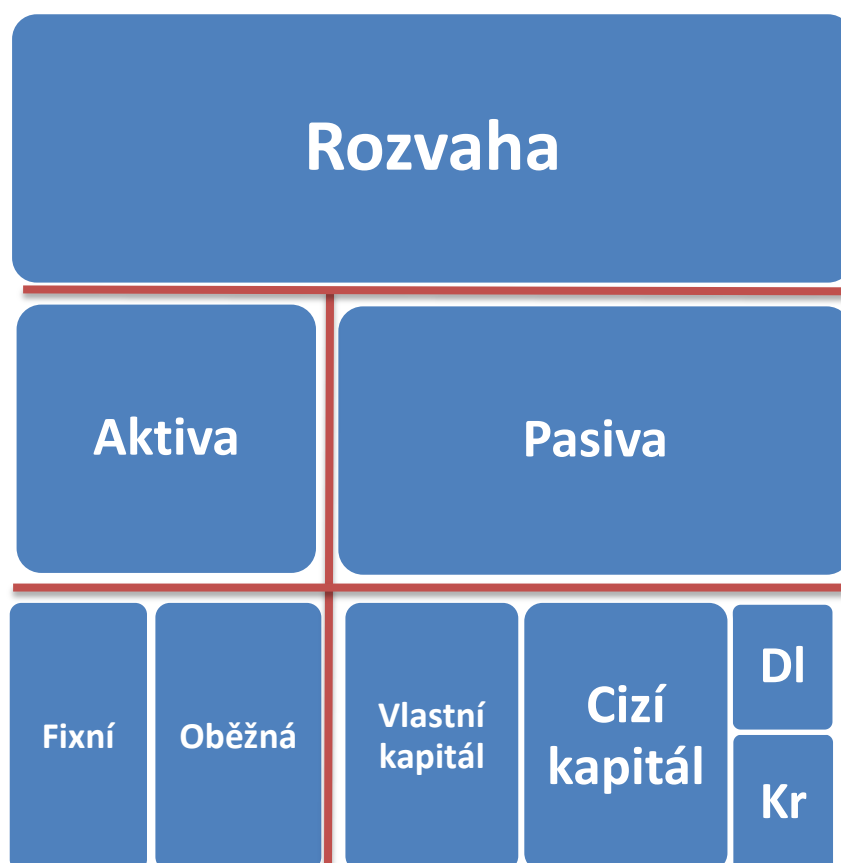 Rozvaha
Aktiva
Pasiva
Fixní
Oběžná
Vlastní
kapitál
Cizí
kapitál
Dl
Kr